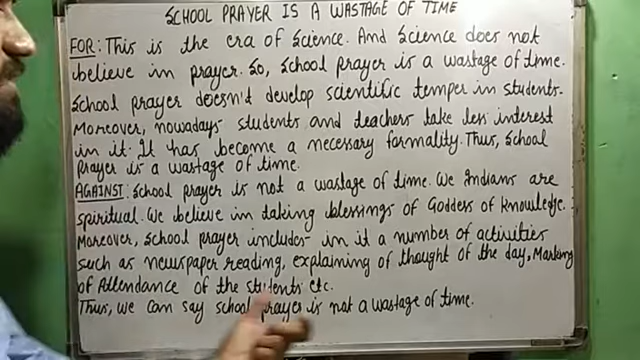 SCHOOL PRAYER IS A WASTAGE OF TIME
FOR: This is the era of Science. And Science does not
believe in prayer. So, School prayer is a wastage of time.
School prayer doesn't develop scientific temper in students.
Moreover, nowadays students and teachers take less interest
in it. It has become a necessary formality. Thus, School
prayer is a wastage of time.
AGAINST: School prayer is not a wastage of time. We Indians are
spiritual. We believe in taking blessings of Goddess of knowledge.
Moreover, School prayer includes in it a number of activities
such as newspaper reading, explaining of thought of the day, Marking
of Attendance of the students etc.
Thus, we can say school prayer is not a wastage of time.